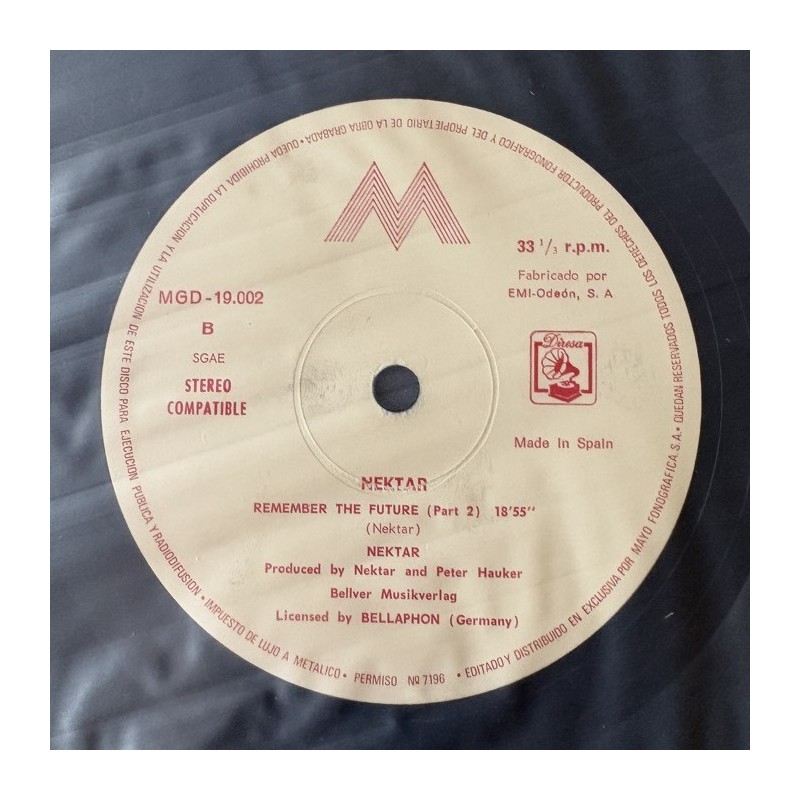 M
33 1/3 r.p.m.
Fabricado por
EMI-Odeón, S. A
MGD-19.002
B
SGAE
STEREO
COMPATIBLE
Diresa
Made In Spain
NEKTAR
REMEMBER THE FUTURE (Part 2) 18'55"
(Nektar)
NEKTAR
Produced by Nektar and Peter Hauker
Bellver Musikverlag
Licensed by BELLAPHON (Germany)
QUEDAN RESERVADOS TODOS LOS DERECHOS DEL PRODUCTOR FONOGRAFICO Y DEL PROPIETARIO DE LA OBRA GRABADA • QUEDA PROHIBIDA LA DUPLICACION Y LA UTILIZACION DE ESTE DISCO PARA EJECUCION PUBLICA Y RADIODIFUSION • IMPUESTO DE LUJO A METALICO • PERMISO Nº 7196 • EDITADO Y DISTRIBUIDO EN EXCLUSIVA POR MAYO FONOGRAFICA S.A. •